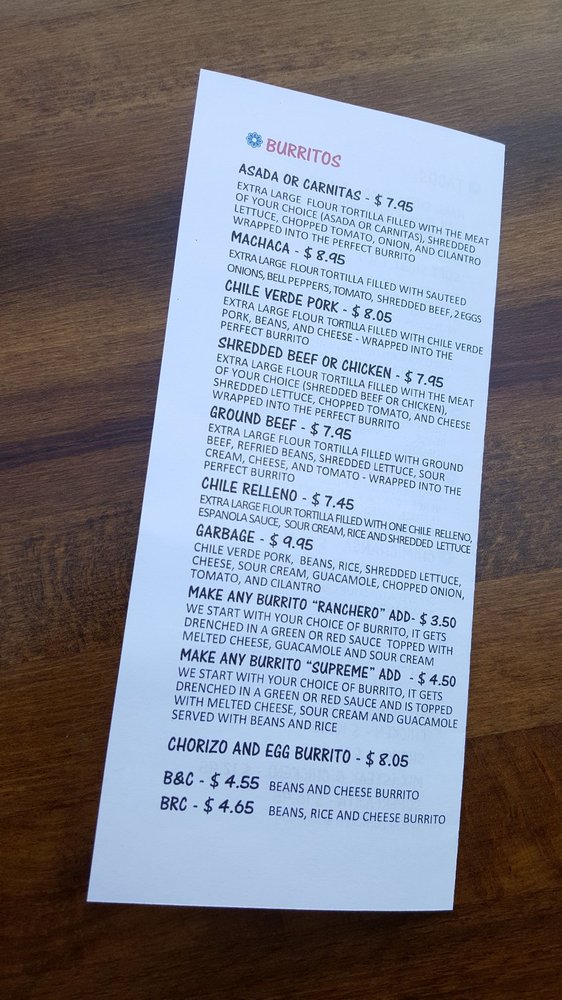 BURRITOS
ASADA OR CARNITAS - $ 7.95
EXTRA LARGE FLOUR TORTILLA FILLED WITH THE MEAT
OF YOUR CHOICE (ASADA OR CARNITAS), SHREDDED
LETTUCE, CHOPPED TOMATO, ONION, AND CILANTRO
WRAPPED INTO THE PERFECT BURRITO
MACHACA - $ 8.95
EXTRA LARGE FLOUR TORTILLA FILLED WITH SAUTEED
ONIONS, BELL PEPPERS, TOMATO, SHREDDED BEEF, 2 EGGS
CHILE VERDE PORK - $ 8.05
EXTRA LARGE FLOUR TORTILLA FILLED WITH CHILE VERDE
PORK, BEANS, AND CHEESE - WRAPPED INTO THE
PERFECT BURRITO
SHREDDED BEEF OR CHICKEN - $ 7.95
EXTRA LARGE FLOUR TORTILLA FILLED WITH THE MEAT
OF YOUR CHOICE (SHREDDED BEEF OR CHICKEN),
SHREDDED LETTUCE, CHOPPED TOMATO, AND CHEESE
WRAPPED INTO THE PERFECT BURRITO
GROUND BEEF - $ 7.95
EXTRA LARGE FLOUR TORTILLA FILLED WITH GROUND
BEEF, REFRIED BEANS, SHREDDED LETTUCE, SOUR
CREAM, CHEESE, AND TOMATO - WRAPPED INTO THE
PERFECT BURRITO
CHILE RELLENO - $ 7.45
EXTRA LARGE FLOUR TORTILLA FILLED WITH ONE CHILE RELLENO,
ESPANOLA SAUCE, SOUR CREAM, RICE AND SHREDDED LETTUCE
GARBAGE - $ 9.95
CHILE VERDE PORK, BEANS, RICE, SHREDDED LETTUCE,
CHEESE, SOUR CREAM, GUACAMOLE, CHOPPED ONION,
TOMATO, AND CILANTRO
MAKE ANY BURRITO "RANCHERO" ADD- $ 3.50
WE START WITH YOUR CHOICE OF BURRITO, IT GETS
DRENCHED IN A GREEN OR RED SAUCE TOPPED WITH
MELTED CHEESE, GUACAMOLE AND SOUR CREAM
MAKE ANY BURRITO "SUPREME" ADD - $ 4.50
WE START WITH YOUR CHOICE OF BURRITO, IT GETS
DRENCHED IN A GREEN OR RED SAUCE AND IS TOPPED
WITH MELTED CHEESE, SOUR CREAM AND GUACAMOLE
SERVED WITH BEANS AND RICE
CHORIZO AND EGG BURRITO - $ 8.05
B&C - $ 4.55 BEANS AND CHEESE BURRITO
BRC - $ 4.65 BEANS, RICE AND CHEESE BURRITO